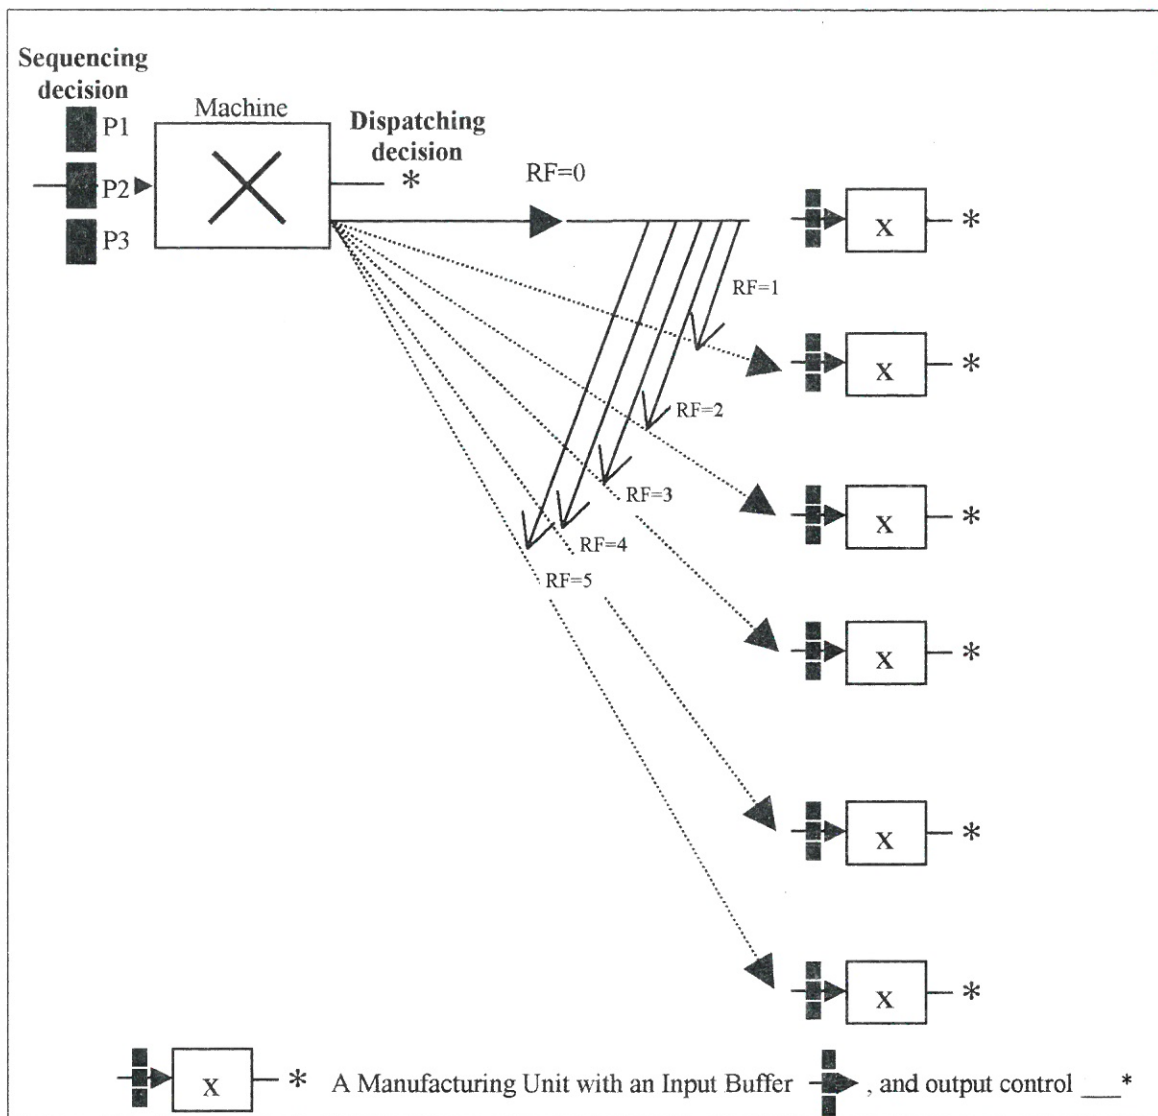 Sequencing
decision
P1
P2
P3
Machine
X
Dispatching
decision
*
RF=0
RF=1
RF=2
RF=3
RF=4
RF=5
X *
X *
X *
X *
X *
X *
X * A Manufacturing Unit with an Input Buffer , and output control ___*